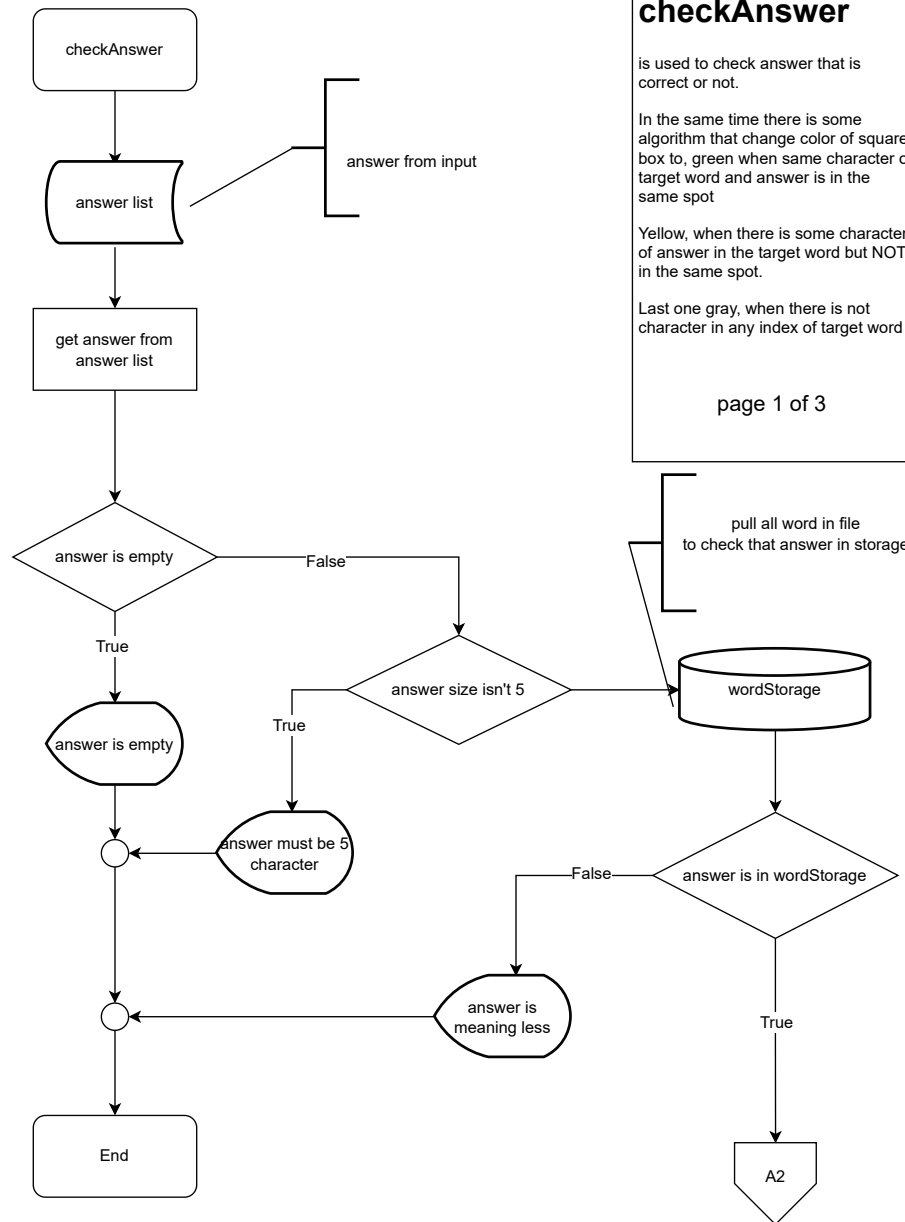 checkAnswer
is used to check answer that is
correct or not.
In the same time there is some
algorithm that change color of square
box to, green when same character
target word and answer is in the
same spot
Yellow, when there is some character
of answer in the target word but NOT
in the same spot.
Last one gray, when there is not
character in any index of target word
page 1 of 3
checkAnswer
answer list
answer from input
get answer from
answer list
answer is empty
False
True
answer is empty
answer size isn't 5
True
answer must be 5
character
pull all word in file
to check that answer in storage
wordStorage
answer is in wordStorage
False
answer is
meaning less
True
End
A2